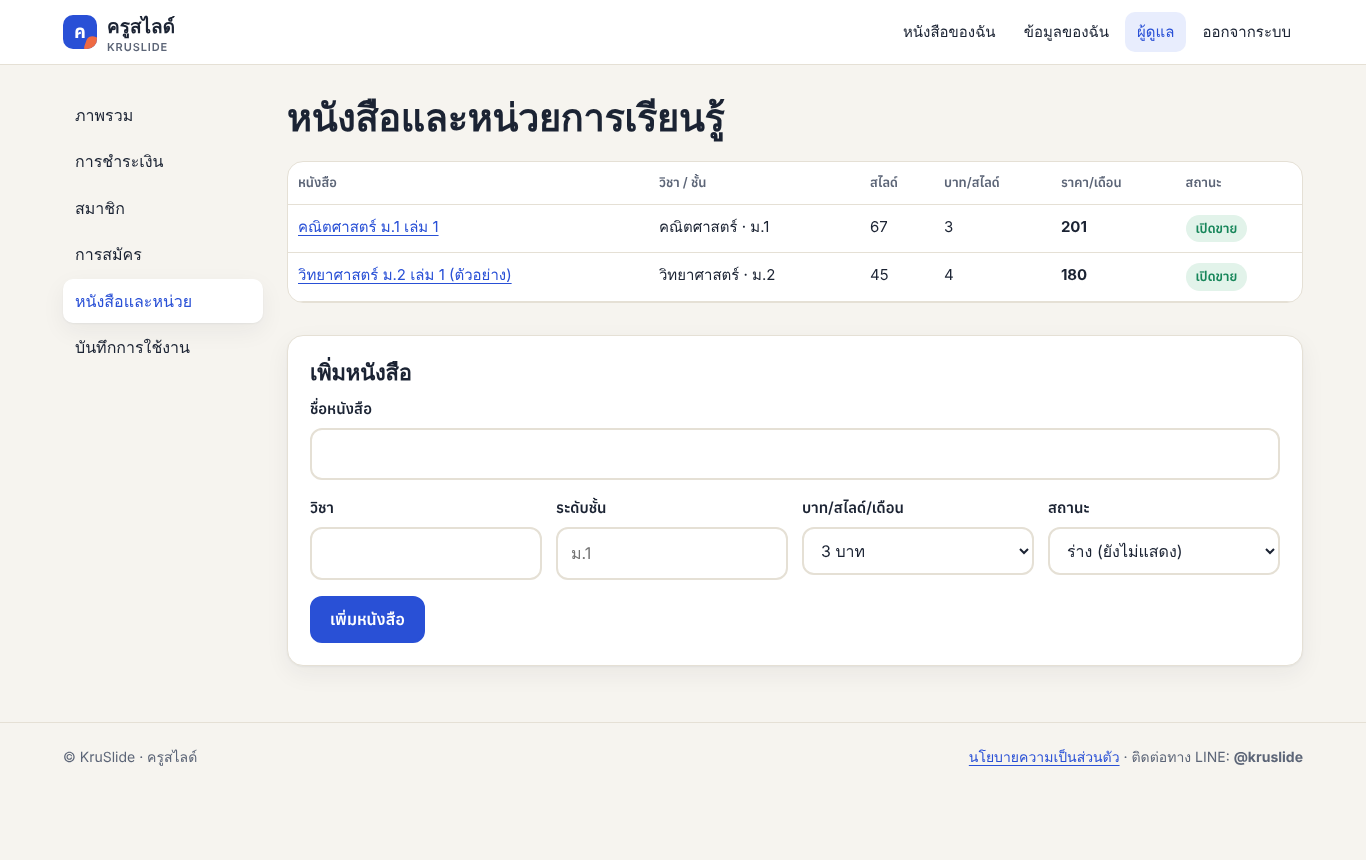 ค
ครูสไลด์
KRUSLIDE
หนังสือของฉัน ข้อมูลของฉัน ผู้ดูแล ออกจากระบบ
ภาพรวม
การชำระเงิน
สมาชิก
การสมัคร
หนังสือและหน่วย
บันทึกการใช้งาน
หนังสือและหน่วยการเรียนรู้
หนังสือ วิชา / ชั้น สไลด์ บาท/สไลด์ ราคา/เดือน สถานะ
คณิตศาสตร์ ม.1 เล่ม 1 คณิตศาสตร์ · ม.1 67 3 201 เปิดขาย
วิทยาศาสตร์ ม.2 เล่ม 1 (ตัวอย่าง) วิทยาศาสตร์ · ม.2 45 4 180 เปิดขาย
เพิ่มหนังสือ
ชื่อหนังสือ
วิชา ระดับชั้น บาท/สไลด์/เดือน สถานะ
ม.1 3 บาท ร่าง (ยังไม่แสดง)
เพิ่มหนังสือ
© KruSlide · ครูสไลด์ นโยบายความเป็นส่วนตัว · ติดต่อทาง LINE: @kruslide